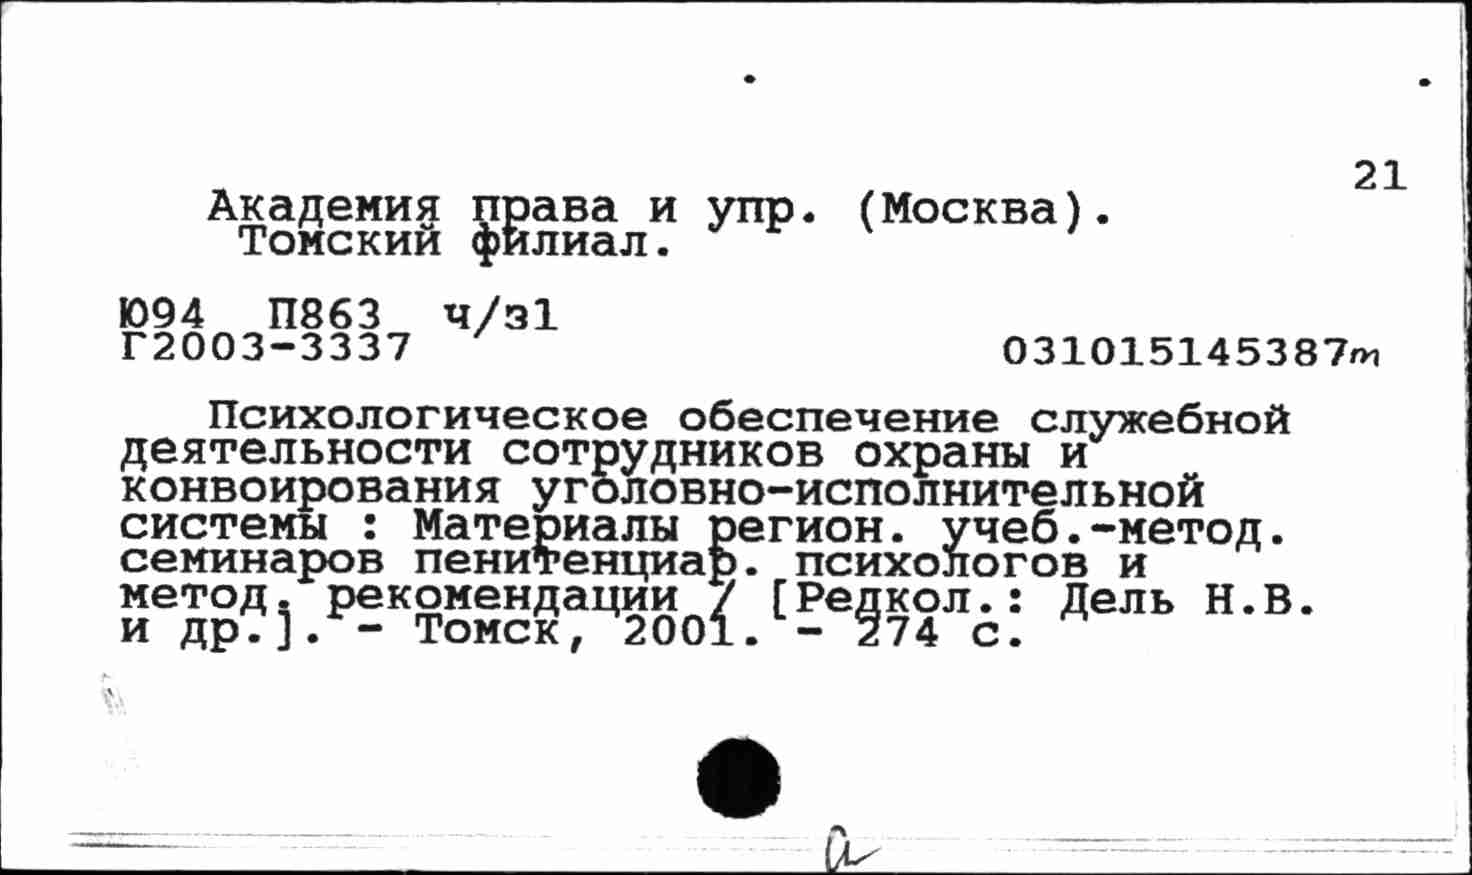 21
Академия права и упр. (Москва).
Томский филиал.
Ю94 П863 ч/з1
Г2003-3337 031015145387m
Психологическое обеспечение служебной
деятельности сотрудников охраны и
конвоирования уголовно-исполнительной
системы : Материалы регион. учеб.-метод.
семинаров пенитенциар. психологов и
метод. рекомендации / [Редкол.: Дель Н.В.
и др.]. - Томск, 2001. - 274 с.
a